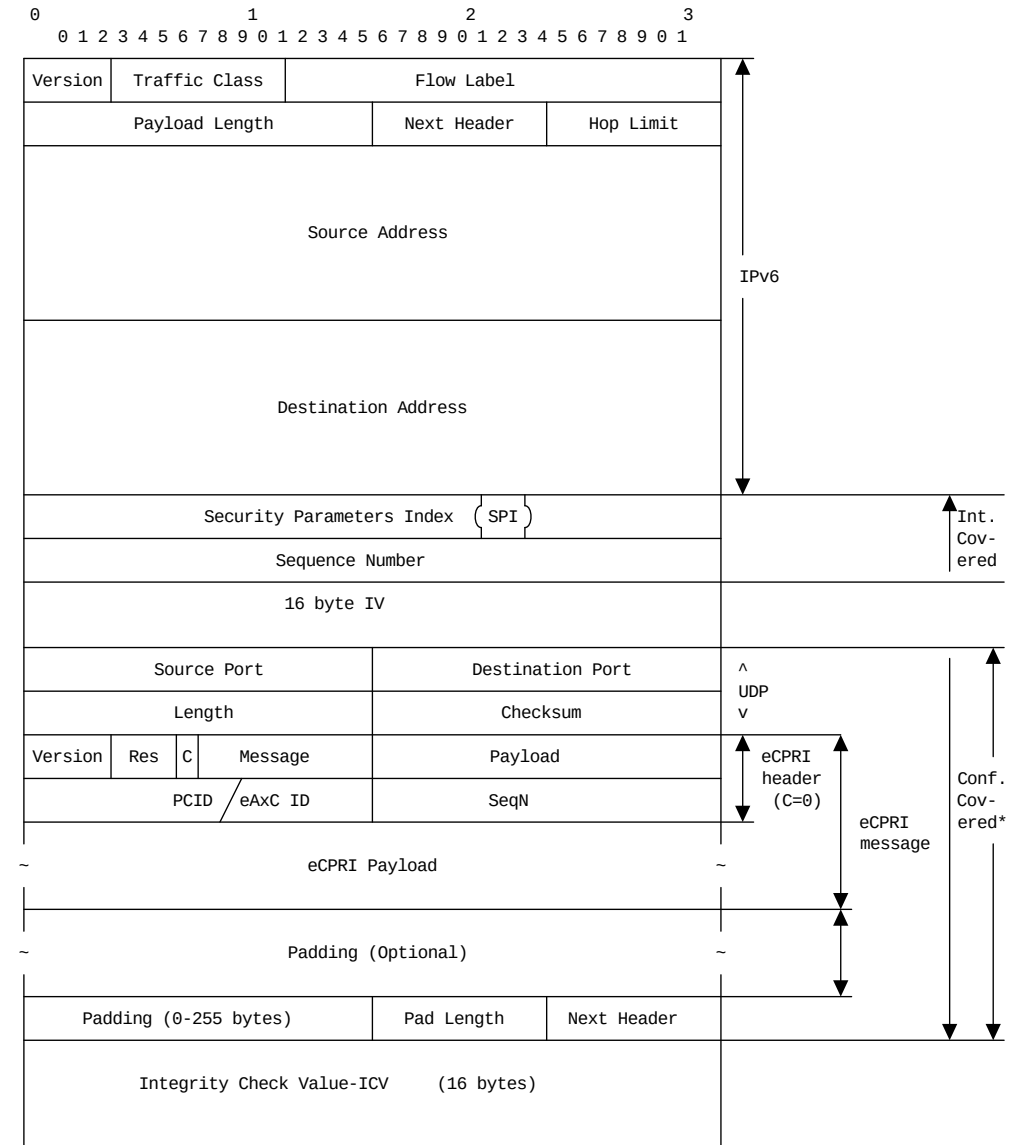 0 1 2 3
0 1 2 3 4 5 6 7 8 9 0 1 2 3 4 5 6 7 8 9 0 1 2 3 4 5 6 7 8 9 0 1
Version Traffic Class Flow Label
Payload Length Next Header Hop Limit
Source Address
IPv6
Destination Address
Security Parameters Index (SPI)
Int.
Cov-
ered
Sequence Number
16 byte IV
Source Port Destination Port
^
UDP
v
Length Checksum
Version Res C Message Payload
eCPRI
header
(C=0)
PCID / eAxC ID SeqN
Conf.
Cov-
ered*
eCPRI
message
~ eCPRI Payload ~
~ Padding (Optional) ~
Padding (0-255 bytes) Pad Length Next Header
Integrity Check Value-ICV (16 bytes)